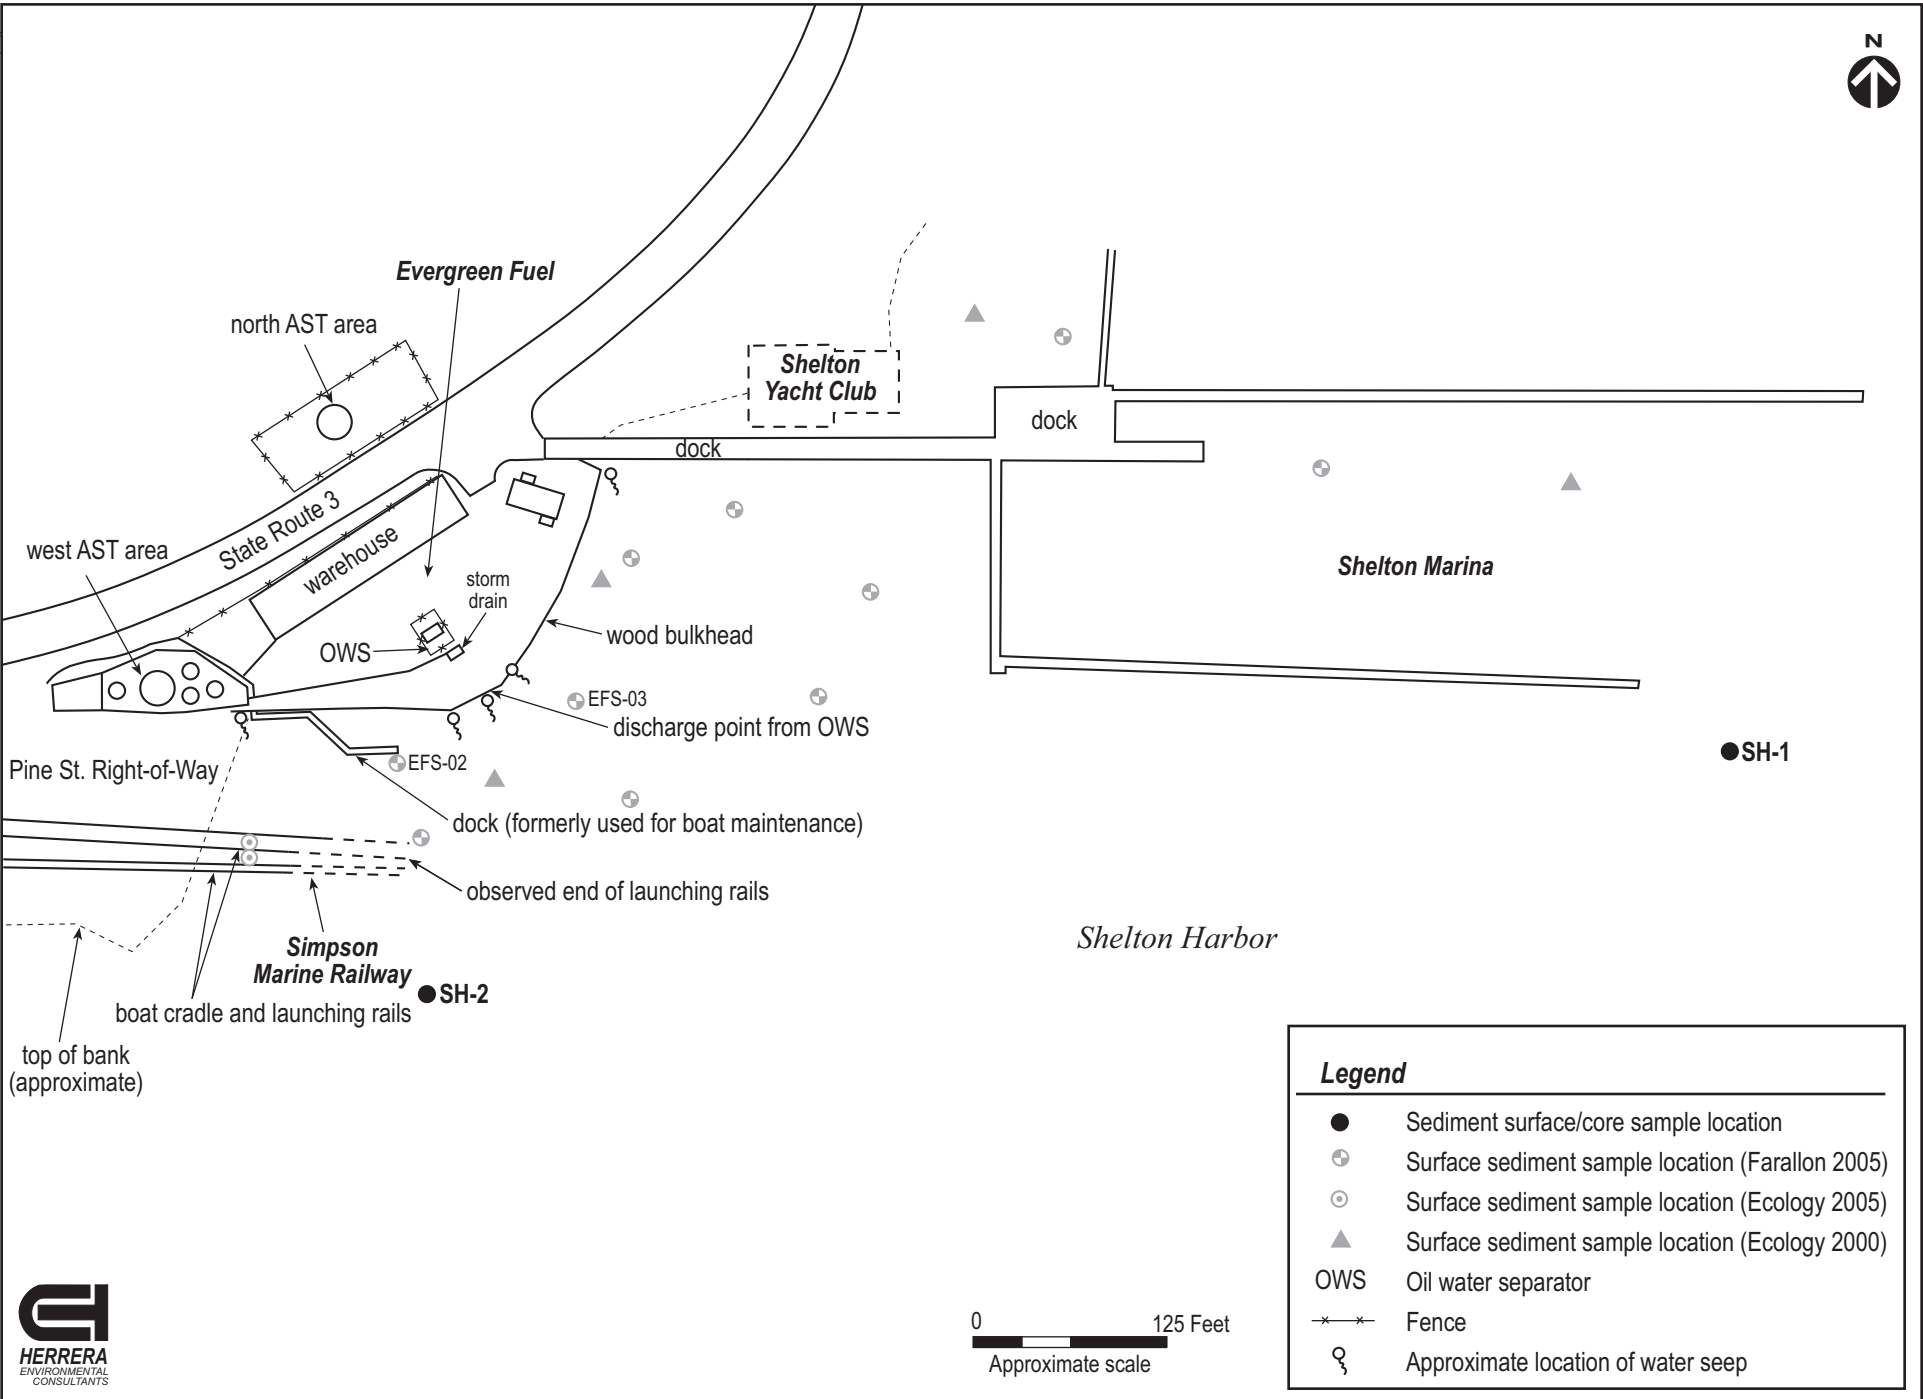 N
Evergreen Fuel
north AST area
Shelton
Yacht Club
dock
dock
State Route 3
warehouse
west AST area
storm
drain
Shelton Marina
wood bulkhead
OWS
EFS-03
discharge point from OWS
SH-1
EFS-02
Pine St. Right-of-Way
dock (formerly used for boat maintenance)
observed end of launching rails
Simpson
Marine Railway
Shelton Harbor
SH-2
boat cradle and launching rails
top of bank
(approximate)
Legend
Sediment surface/core sample location
Surface sediment sample location (Farallon 2005)
Surface sediment sample location (Ecology 2005)
Surface sediment sample location (Ecology 2000)
OWS Oil water separator
Fence
Approximate location of water seep
0 125 Feet
Approximate scale
HERRERA
ENVIRONMENTAL
CONSULTANTS